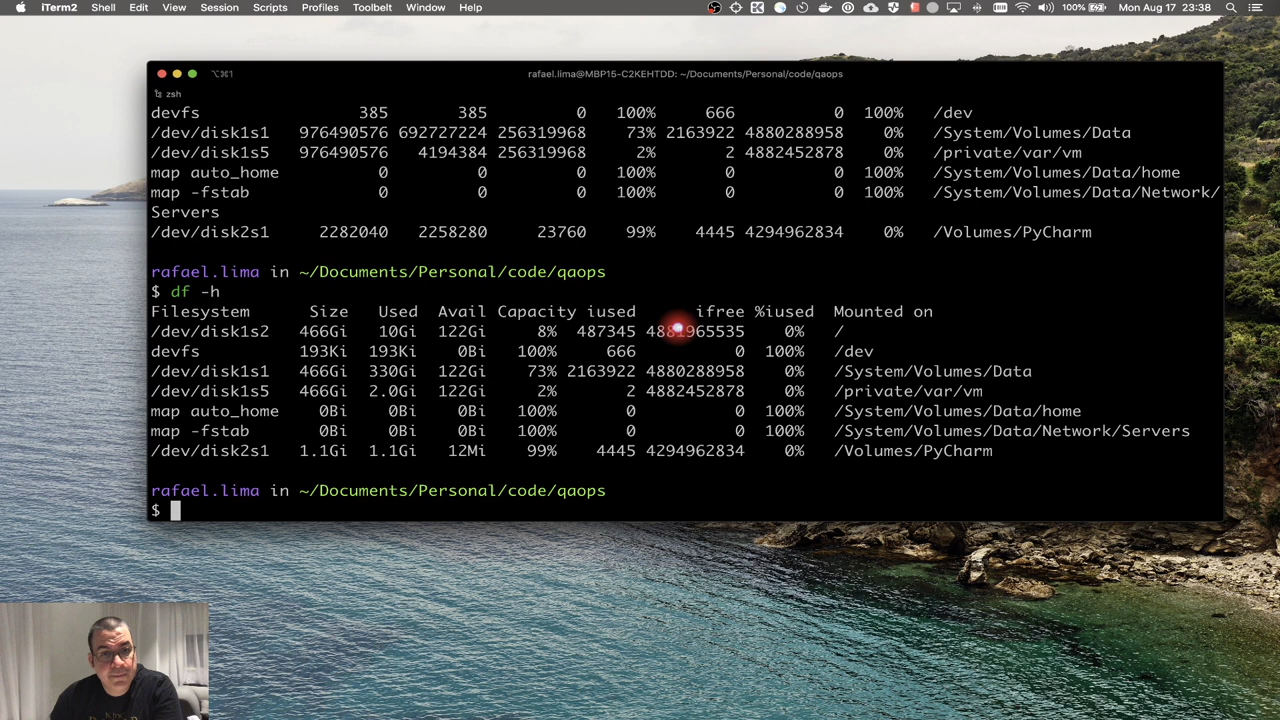 iTerm2 Shell Edit View Session Scripts Profiles Toolbelt Window Help 100% Mon Aug 17 23:38
⌥⌘1 rafael.lima@MBP15-C2KEHTDD: ~/Documents/Personal/code/qaops
zsh
devfs 385 385 0 100% 666 0 100% /dev
/dev/disk1s1 976490576 692727224 256319968 73% 2163922 4880288958 0% /System/Volumes/Data
/dev/disk1s5 976490576 4194384 256319968 2% 2 4882452878 0% /private/var/vm
map auto_home 0 0 0 100% 0 0 100% /System/Volumes/Data/home
map -fstab 0 0 0 100% 0 0 100% /System/Volumes/Data/Network/
Servers
/dev/disk2s1 2282040 2258280 23760 99% 4445 4294962834 0% /Volumes/PyCharm
rafael.lima in ~/Documents/Personal/code/qaops
$ df -h
Filesystem Size Used Avail Capacity iused ifree %iused Mounted on
/dev/disk1s2 466Gi 10Gi 122Gi 8% 487345 4881965535 0% /
devfs 193Ki 193Ki 0Bi 100% 666 0 100% /dev
/dev/disk1s1 466Gi 330Gi 122Gi 73% 2163922 4880288958 0% /System/Volumes/Data
/dev/disk1s5 466Gi 2.0Gi 122Gi 2% 2 4882452878 0% /private/var/vm
map auto_home 0Bi 0Bi 0Bi 100% 0 0 100% /System/Volumes/Data/home
map -fstab 0Bi 0Bi 0Bi 100% 0 0 100% /System/Volumes/Data/Network/Servers
/dev/disk2s1 1.1Gi 1.1Gi 12Mi 99% 4445 4294962834 0% /Volumes/PyCharm
rafael.lima in ~/Documents/Personal/code/qaops
$